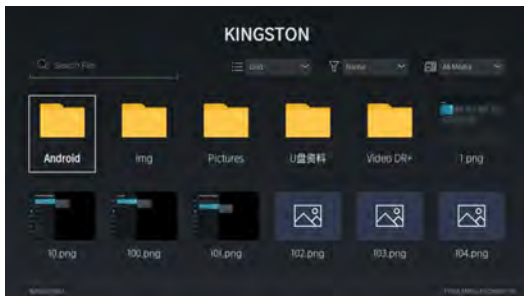 KINGSTON
Search File
List
Name
All Media
Android
Img
Pictures
U盘资料
Video DR+
1.png
10.png
100.png
101.png
102.png
103.png
104.png